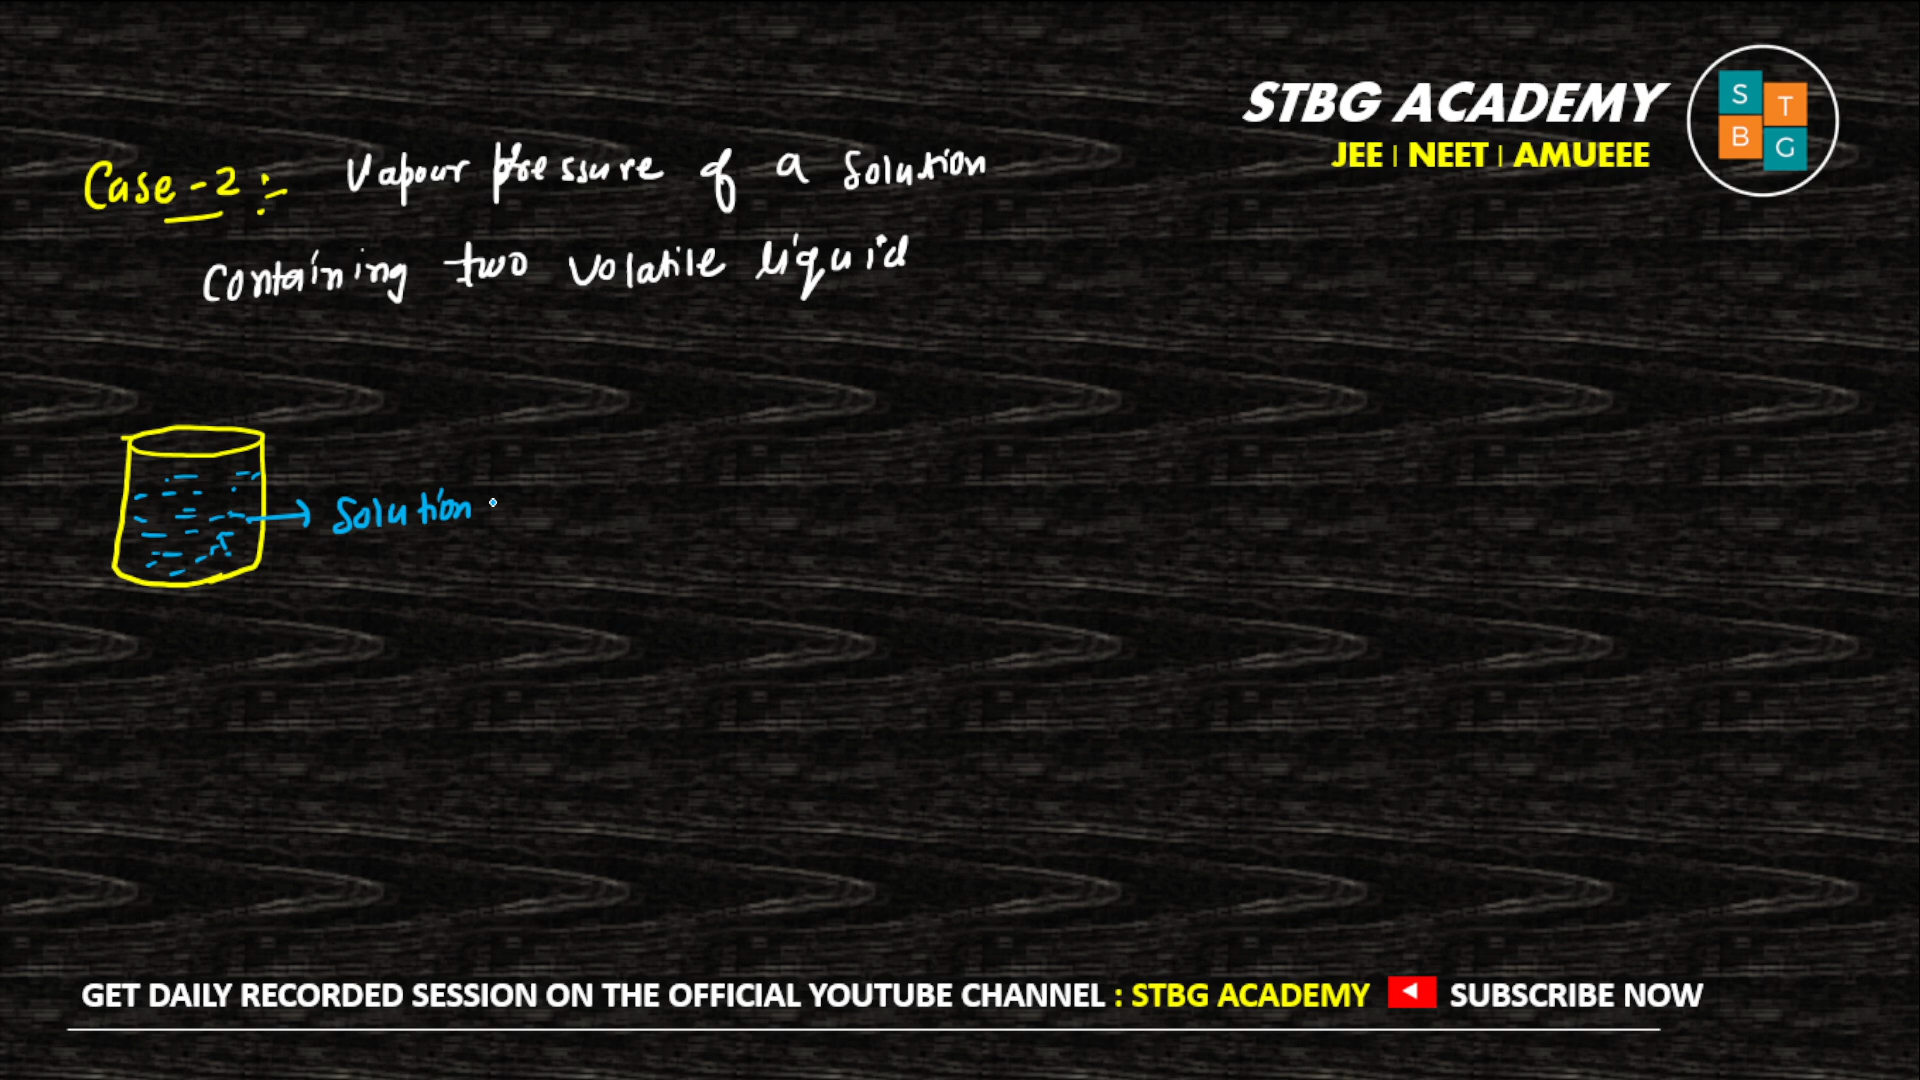 STBG ACADEMY
JEE | NEET | AMUEEE
S T
B G
Case-2 :- Vapour pressure of a solution
containing two volatile liquid
→ solution
GET DAILY RECORDED SESSION ON THE OFFICIAL YOUTUBE CHANNEL : STBG ACADEMY SUBSCRIBE NOW